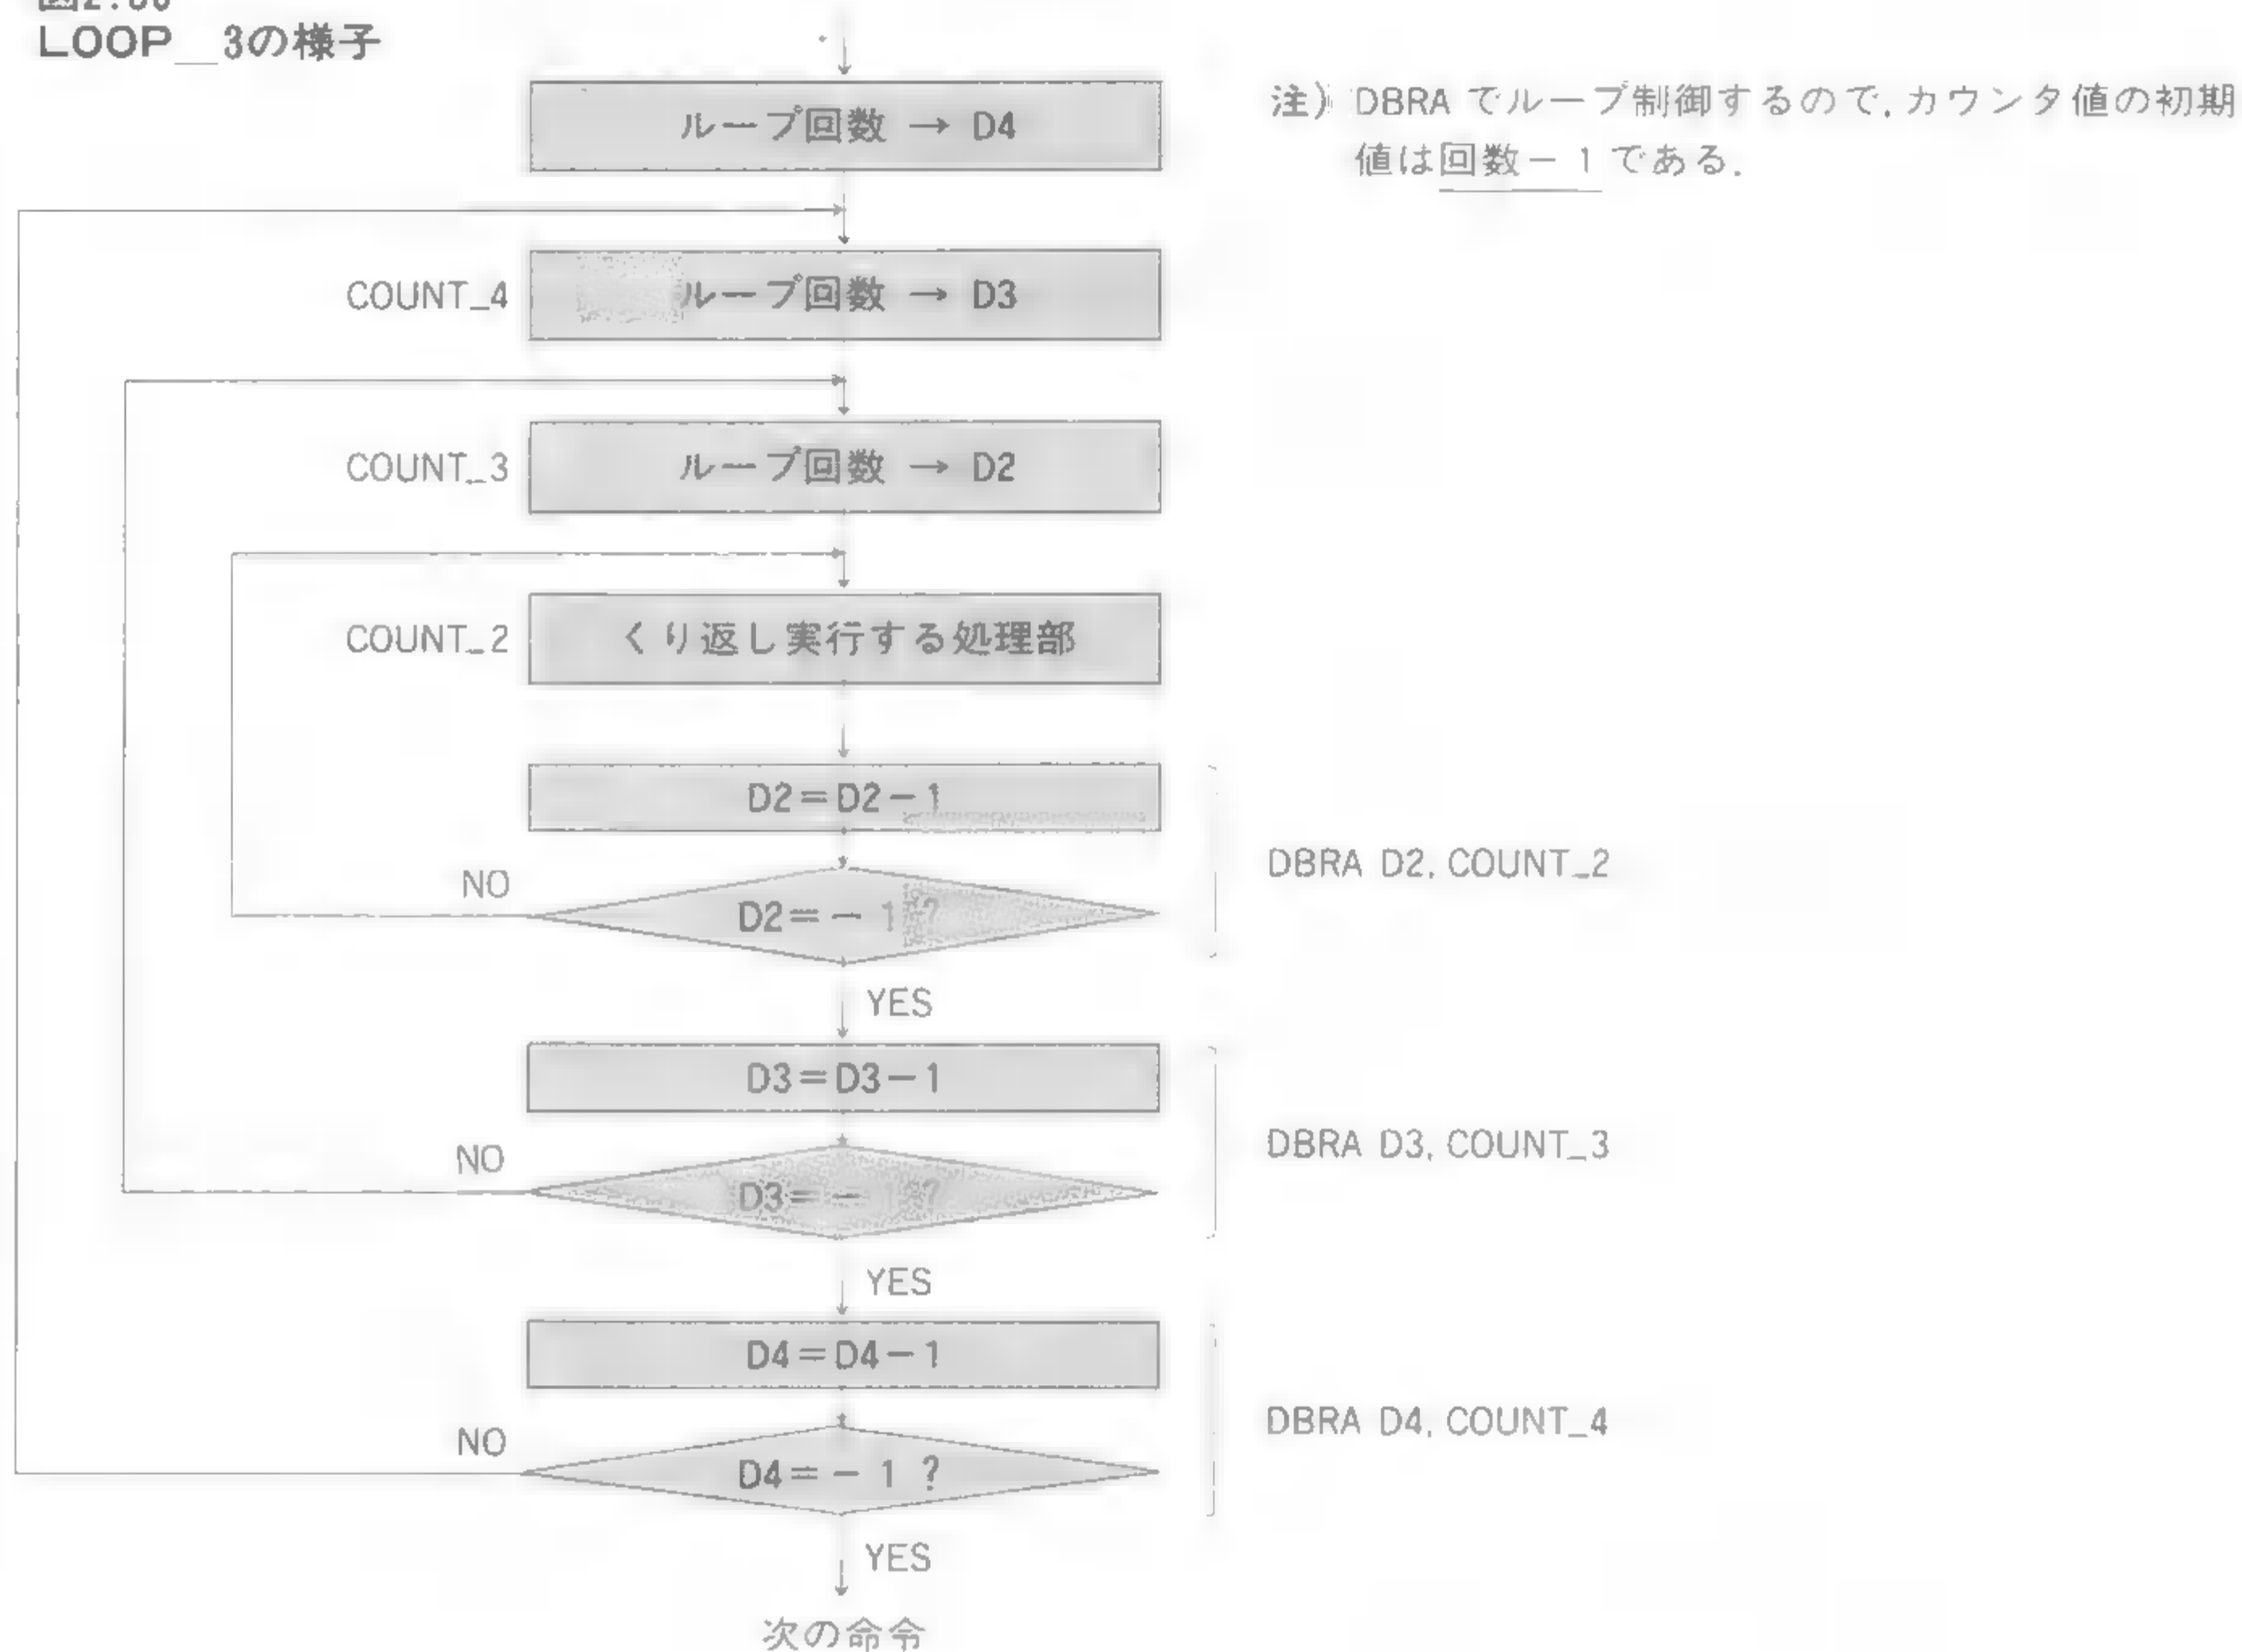 LOOP__3の様子
ループ回数 → D4
注) DBRA でループ制御するので,カウンタ値の初期
値は回数－1である.
COUNT_4 ループ回数 → D3
COUNT_3 ループ回数 → D2
COUNT_2 くり返し実行する処理部
D2＝D2－1
DBRA D2, COUNT_2
NO
D2＝－1?
YES
D3＝D3－1
DBRA D3, COUNT_3
NO
D3＝－1?
YES
D4＝D4－1
DBRA D4, COUNT_4
NO
D4＝－1?
YES
次の命令